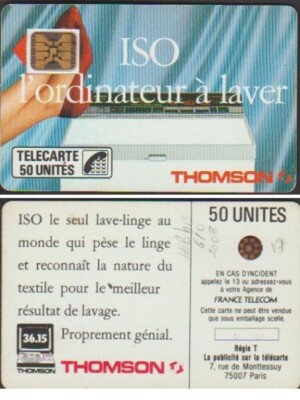 ISO
l'ordinateur à laver
TELECARTE
50 UNITÉS
THOMSON
ISO le seul lave-linge au
monde qui pèse le linge
et reconnaît la nature du
textile pour le meilleur
résultat de lavage.
36.15
THOMSON
Proprement génial.
THOMSON
50 UNITES
EN CAS D'INCIDENT
appelez le 13 ou adressez-vous
à votre Agence de
FRANCE TELECOM
Cette carte ne peut être vendue
que sous emballage scellé.
Régie T
La publicité sur la télécarte
7, rue de Monttessuy
75007 Paris